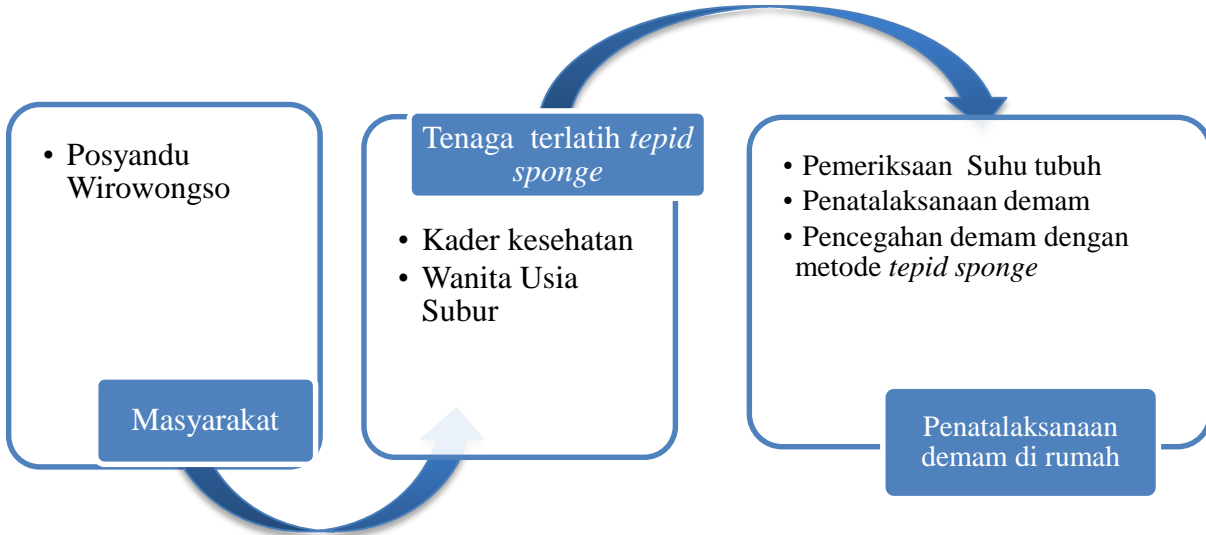 • Posyandu
Wirowongso
Masyarakat
Tenaga terlatih tepid
sponge
• Kader kesehatan
• Wanita Usia
Subur
• Pemeriksaan Suhu tubuh
• Penatalaksanaan demam
• Pencegahan demam dengan
metode tepid sponge
Penatalaksanaan
demam di rumah